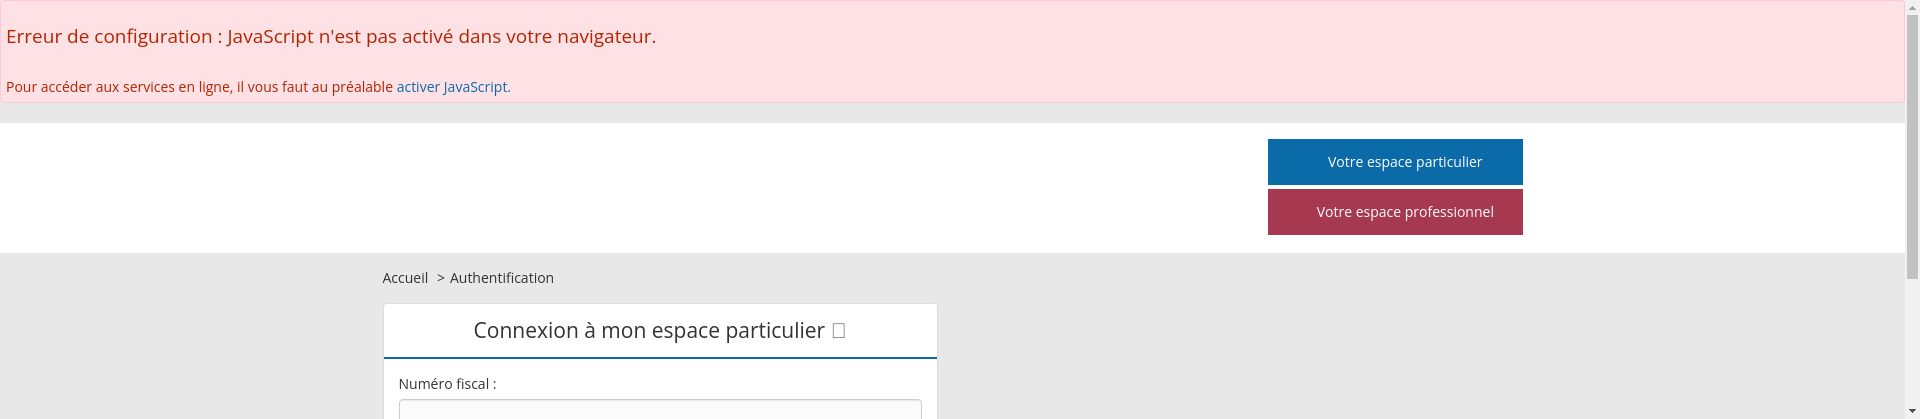 Erreur de configuration : JavaScript n'est pas activé dans votre navigateur.
Pour accéder aux services en ligne, il vous faut au préalable activer JavaScript.
Votre espace particulier
Votre espace professionnel
Accueil > Authentification
Connexion à mon espace particulier
Numéro fiscal :